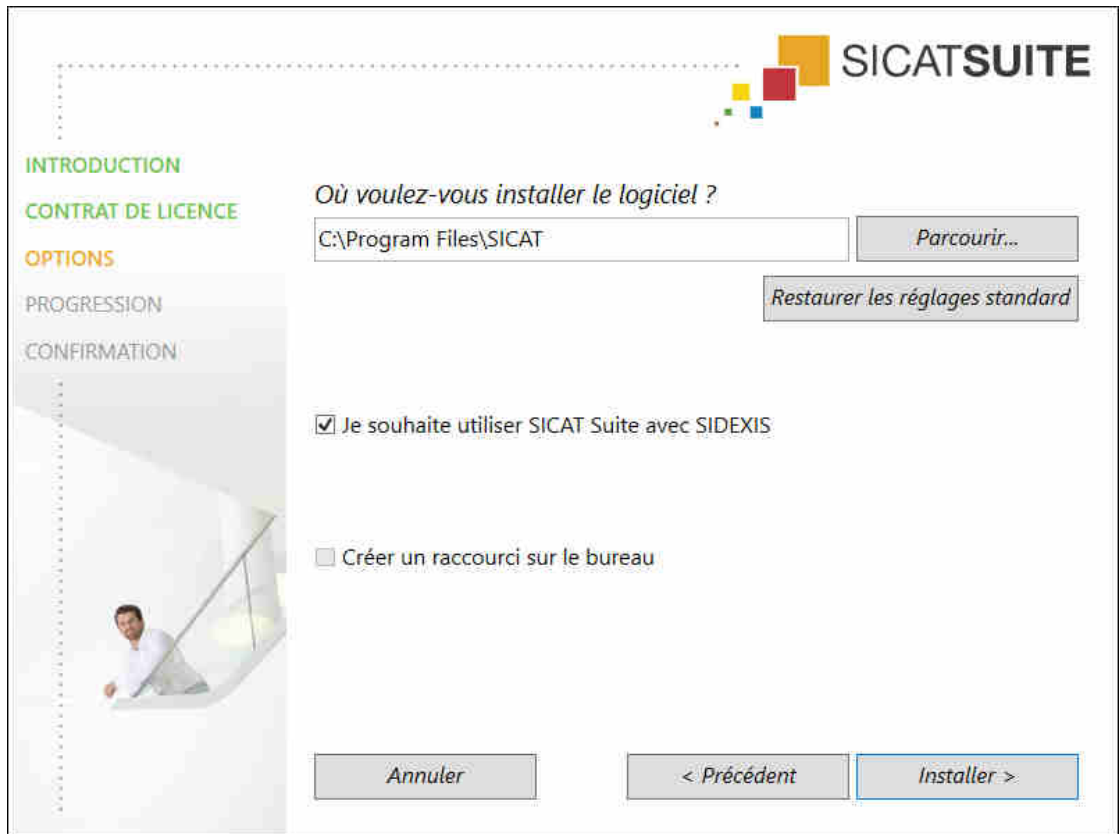 SICATSUITE
INTRODUCTION
CONTRAT DE LICENCE
OPTIONS
PROGRESSION
CONFIRMATION
Où voulez-vous installer le logiciel ?
C:\Program Files\SICAT
Parcourir...
Restaurer les réglages standard
Je souhaite utiliser SICAT Suite avec SIDEXIS
Créer un raccourci sur le bureau
Annuler
< Précédent
Installer >